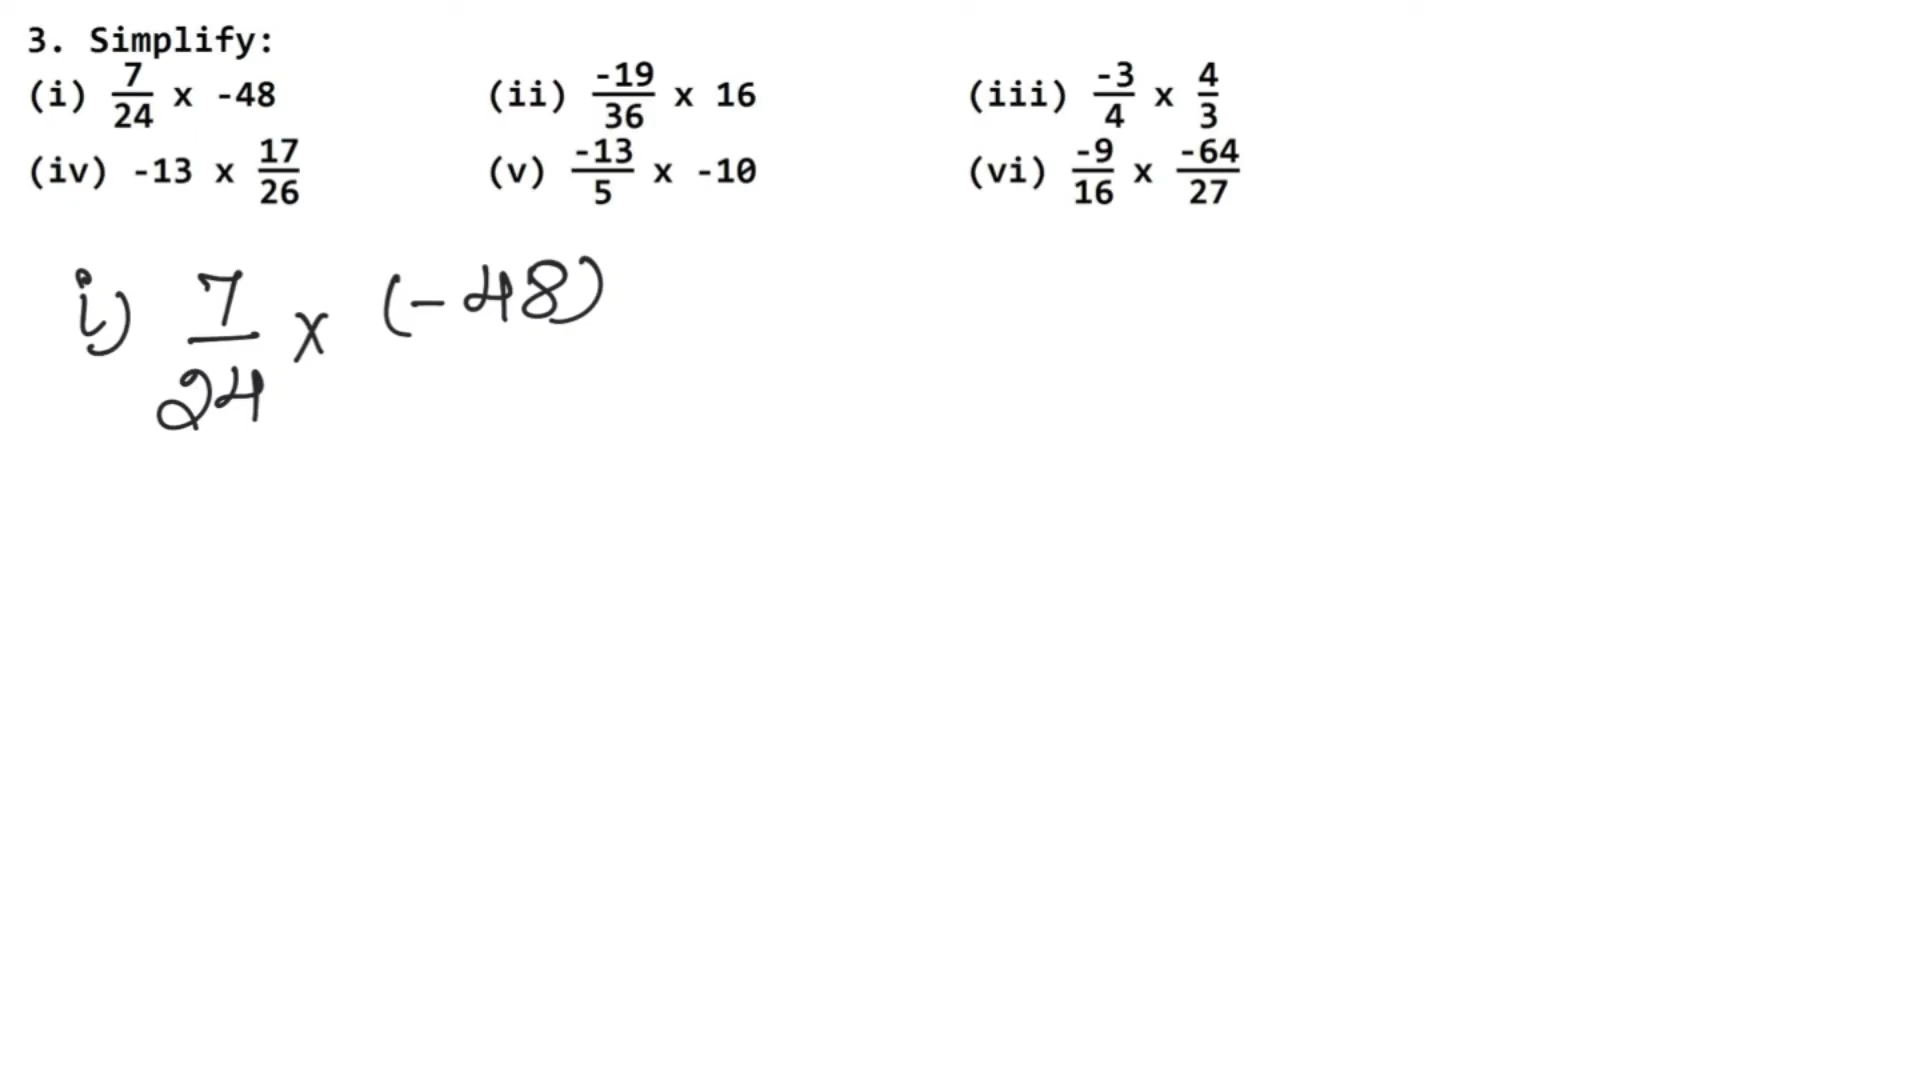 3. Simplify:
(i) 7/24 x -48 (ii) -19/36 x 16 (iii) -3/4 x 4/3
(iv) -13 x 17/26 (v) -13/5 x -10 (vi) -9/16 x -64/27
i) 7/24 x (-48)